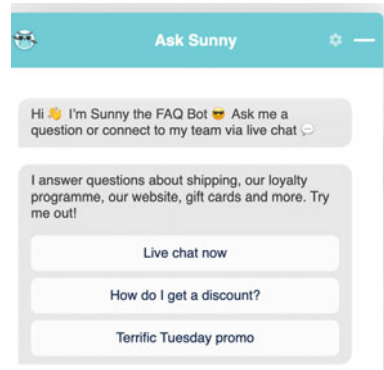 Ask Sunny
Hi 👋 I'm Sunny the FAQ Bot 😎 Ask me a
question or connect to my team via live chat 💬
I answer questions about shipping, our loyalty
programme, our website, gift cards and more. Try
me out!
Live chat now
How do I get a discount?
Terrific Tuesday promo